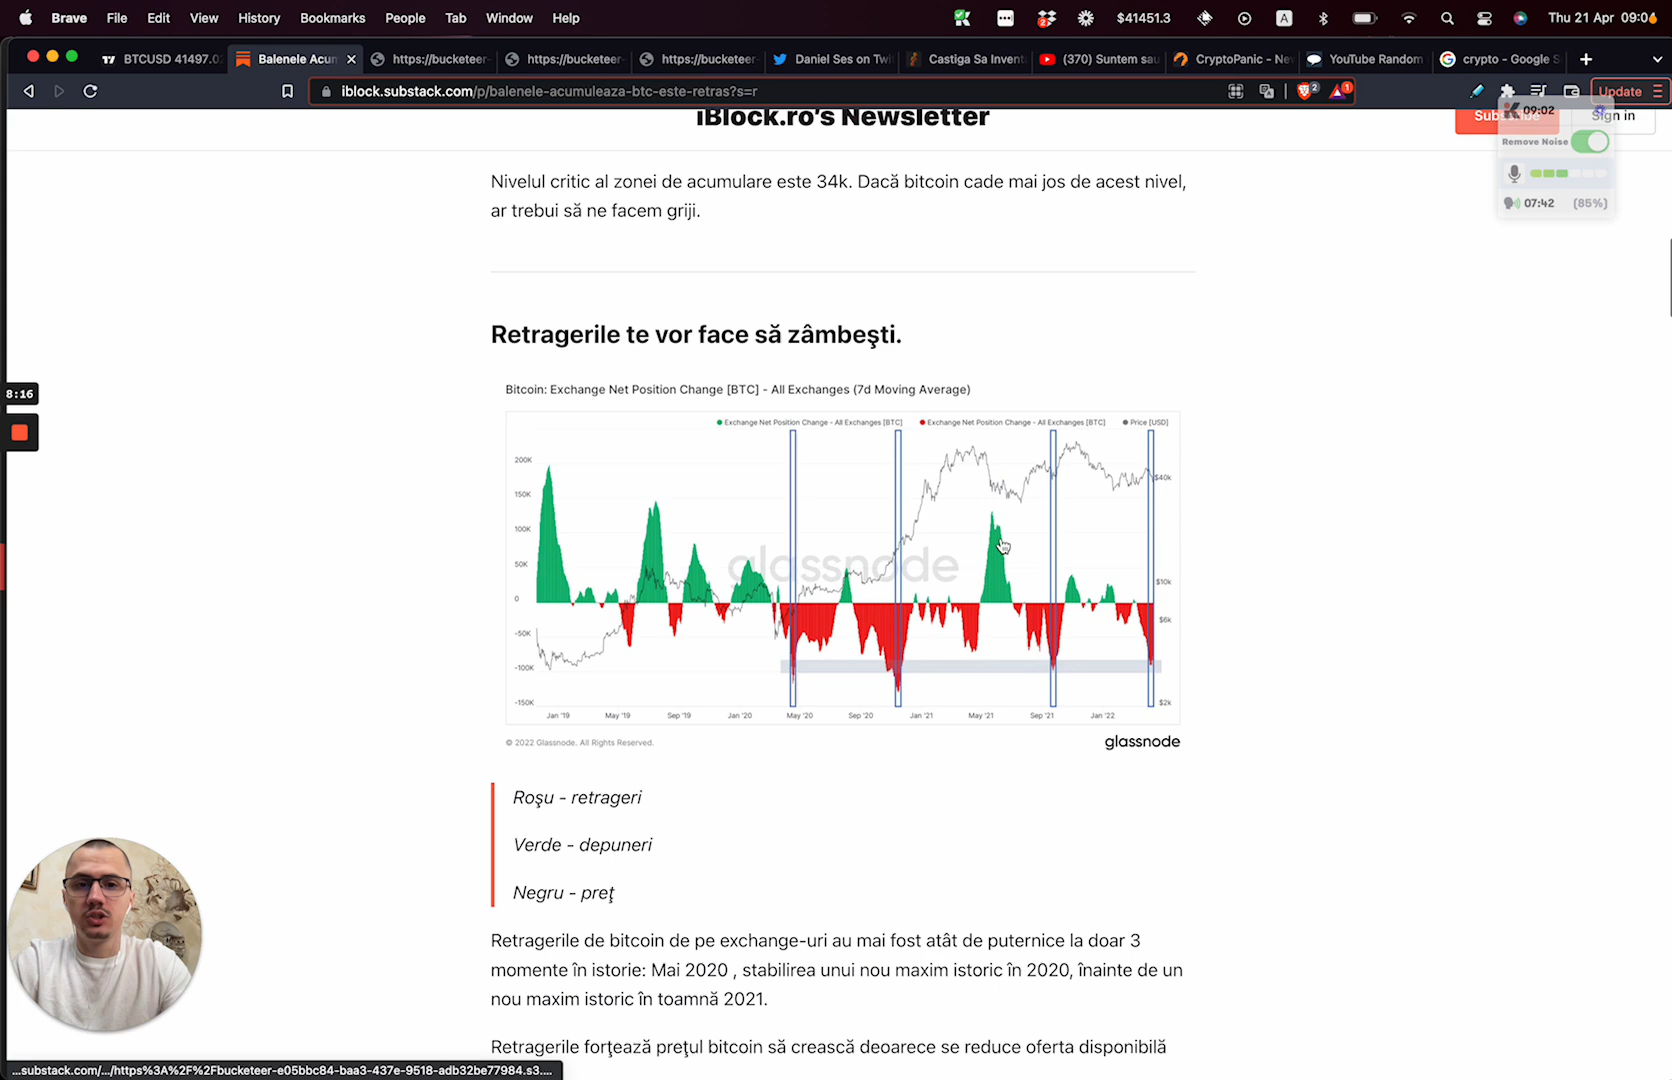 Brave File Edit View History Bookmarks People Tab Window Help
$41451.3
A
Thu 21 Apr 09:04
BTCUSD 41497.0
Balenele Acun
https://bucketeer-
https://bucketeer-
https://bucketeer-
Daniel Ses on Twi
Castiga Sa Invent
(370) Suntem sau
CryptoPanic - Ne
YouTube Random
crypto - Google S
iblock.substack.com/p/balenele-acumuleaza-btc-este-retras?s=r
2
1
Update
iBlock.ro's Newsletter
Subscribe
Sign in
09:02
Remove Noise
07:42 (85%)
Nivelul critic al zonei de acumulare este 34k. Dacă bitcoin cade mai jos de acest nivel,
ar trebui să ne facem griji.
Retragerile te vor face să zâmbești.
8:16
Bitcoin: Exchange Net Position Change [BTC] - All Exchanges (7d Moving Average)
Exchange Net Position Change - All Exchanges [BTC]
Exchange Net Position Change - All Exchanges [BTC]
Price [USD]
200K
150K
100K
50K
0
-50K
-100K
-150K
$40k
$10k
$6k
$2k
glassnode
Jan '19 May '19 Sep '19 Jan '20 May '20 Sep '20 Jan '21 May '21 Sep '21 Jan '22
© 2022 Glassnode. All Rights Reserved.
glassnode
Roșu - retrageri
Verde - depuneri
Negru - preț
Retragerile de bitcoin de pe exchange-uri au mai fost atât de puternice la doar 3
momente în istorie: Mai 2020 , stabilirea unui nou maxim istoric în 2020, înainte de un
nou maxim istoric în toamnă 2021.
Retragerile forțează prețul bitcoin să crească deoarece se reduce oferta disponibilă
...substack.com/.../https%3A%2F%2Fbucketeer-e05bbc84-baa3-437e-9518-adb32be77984.s3....